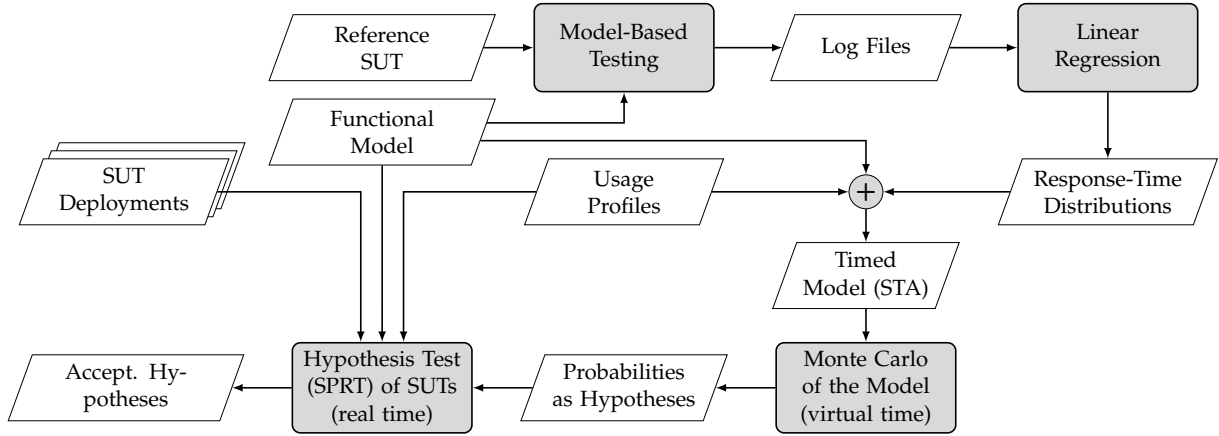 Reference
SUT
Model-Based
Testing
Log Files
Linear
Regression
Functional
Model
SUT
Deployments
Usage
Profiles
+
Response-Time
Distributions
Timed
Model (STA)
Accept. Hy-
potheses
Hypothesis Test
(SPRT) of SUTs
(real time)
Probabilities
as Hypotheses
Monte Carlo
of the Model
(virtual time)